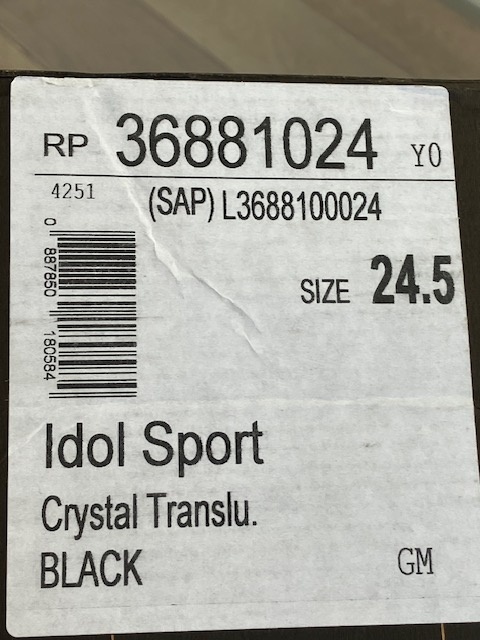 RP 36881024 Y0
4251 (SAP) L3688100024
0 887850 180584
SIZE 24.5
Idol Sport
Crystal Translu.
BLACK GM